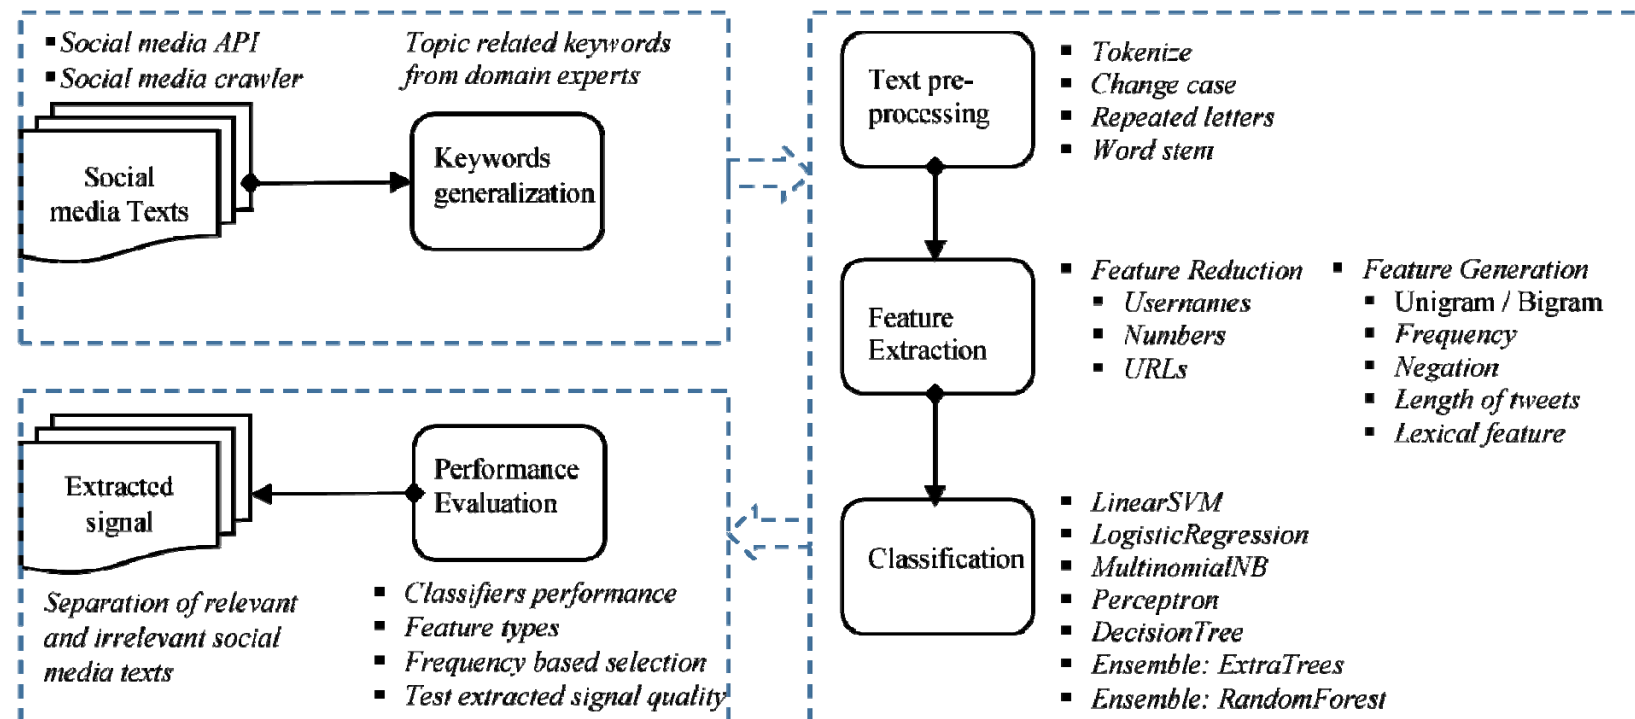 ▪ Social media API
▪ Social media crawler
Topic related keywords
from domain experts
Social
media Texts
Keywords
generalization
Text pre-
processing
▪ Tokenize
▪ Change case
▪ Repeated letters
▪ Word stem
Feature
Extraction
▪ Feature Reduction
▪ Usernames
▪ Numbers
▪ URLs
▪ Feature Generation
▪ Unigram / Bigram
▪ Frequency
▪ Negation
▪ Length of tweets
▪ Lexical feature
Classification
▪ LinearSVM
▪ LogisticRegression
▪ MultinomialNB
▪ Perceptron
▪ DecisionTree
▪ Ensemble: ExtraTrees
▪ Ensemble: RandomForest
Performance
Evaluation
▪ Classifiers performance
▪ Feature types
▪ Frequency based selection
▪ Test extracted signal quality
Extracted
signal
Separation of relevant
and irrelevant social
media texts